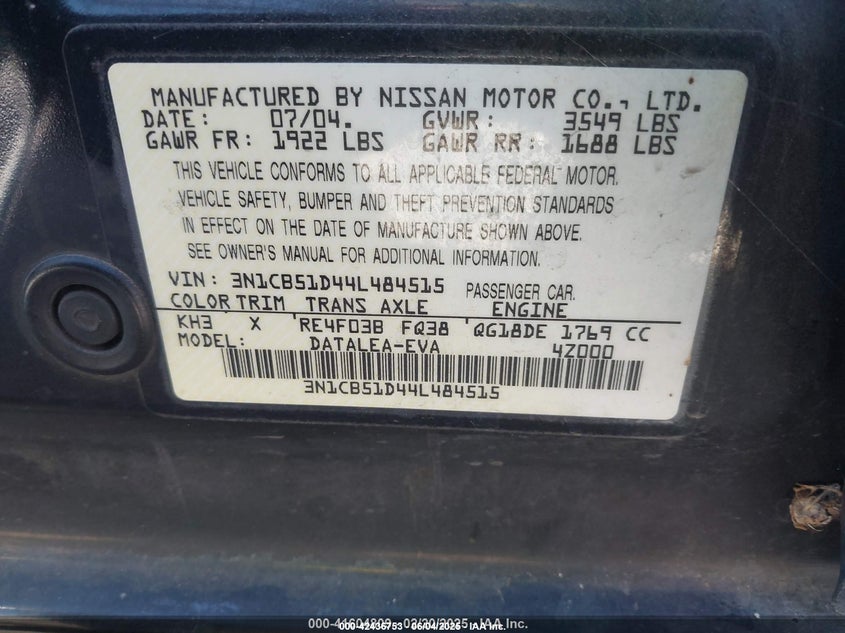 MANUFACTURED BY NISSAN MOTOR CO., LTD.
DATE: 07/04. GVWR: 3549 LBS
GAWR FR: 1922 LBS GAWR RR: 1688 LBS
THIS VEHICLE CONFORMS TO ALL APPLICABLE FEDERAL MOTOR.
VEHICLE SAFETY, BUMPER AND THEFT PREVENTION STANDARDS
IN EFFECT ON THE DATE OF MANUFACTURE SHOWN ABOVE.
SEE OWNER'S MANUAL FOR ADDITIONAL INFORMATION.
VIN: 3N1CB51D44L484515 PASSENGER CAR.
COLOR TRIM TRANS AXLE ENGINE
KH3 X RE4F03B FQ38 QG18DE 1769 CC
MODEL: DATALEA-EVA 4Z000
3N1CB51D44L484515